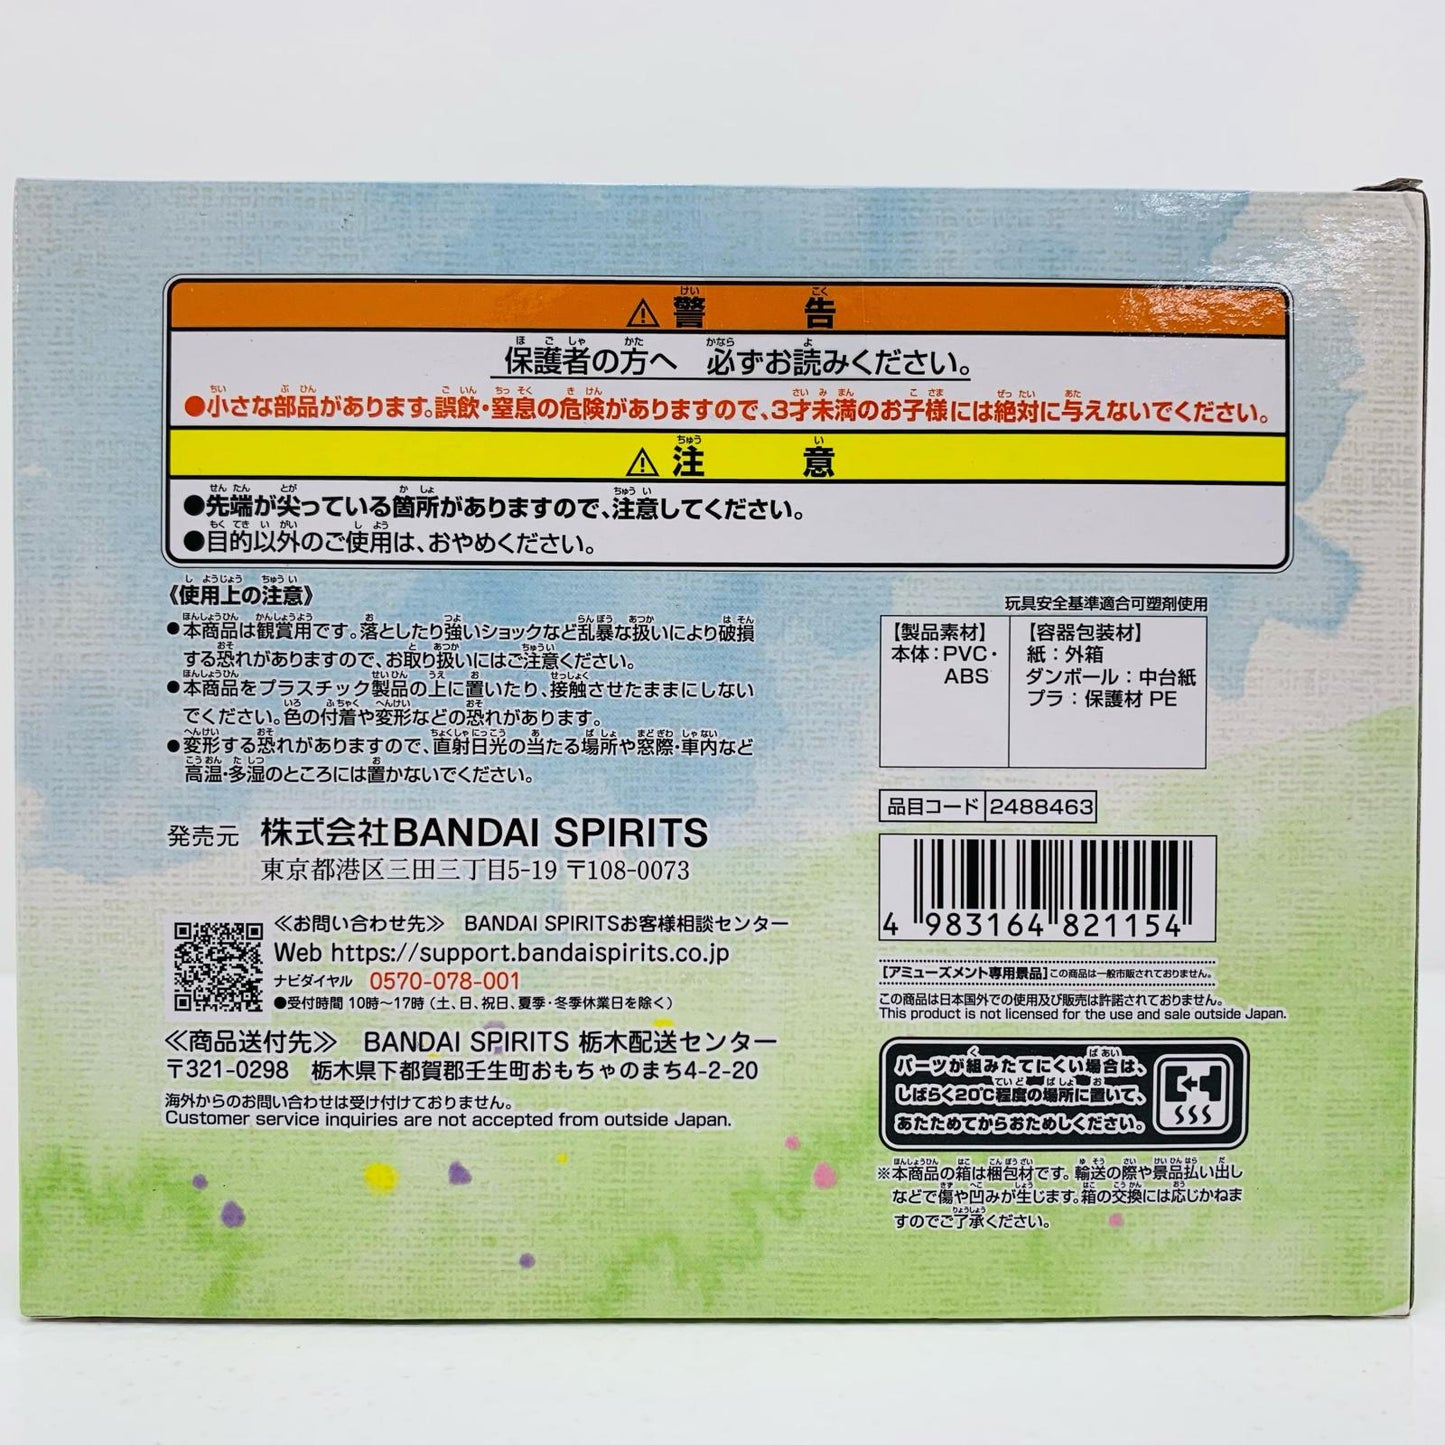 ⚠警告
保護者の方へ 必ずお読みください。
●小さな部品があります。誤飲・窒息の危険がありますので、3才未満のお子様には絶対に与えないでください。
⚠注意
●先端が尖っている箇所がありますので、注意してください。
●目的以外のご使用は、おやめください。
《使用上の注意》
●本商品は観賞用です。落としたり強いショックなど乱暴な扱いにより破損
する恐れがありますので、お取り扱いにはご注意ください。
●本商品をプラスチック製品の上に置いたり、接触させたままにしない
でください。色の付着や変形などの恐れがあります。
●変形する恐れがありますので、直射日光の当たる場所や窓際・車内など
高温・多湿のところには置かないでください。
発売元 株式会社BANDAI SPIRITS
東京都港区三田三丁目5-19 〒108-0073
≪お問い合わせ先≫ BANDAI SPIRITSお客様相談センター
Web https://support.bandaispirits.co.jp
ナビダイヤル 0570-078-001
●受付時間 10時～17時（土、日、祝日、夏季・冬季休業日を除く）
≪商品送付先≫ BANDAI SPIRITS 栃木配送センター
〒321-0298 栃木県下都賀郡壬生町おもちゃのまち4-2-20
海外からのお問い合わせは受け付けておりません。
Customer service inquiries are not accepted from outside Japan.
玩具安全基準適合可塑剤使用
【製品素材】
本体：PVC・
ABS
【容器包装材】
紙：外箱
ダンボール：中台紙
プラ：保護材 PE
品目コード 2488463
4 983164 821154
【アミューズメント専用景品】この商品は一般市販されておりません。
この商品は日本国外での使用及び販売は許諾されておりません。
This product is not licensed for the use and sale outside Japan.
パーツが組みたてにくい場合は、
しばらく20℃程度の場所に置いて、
あたためてからおためしください。
※本商品の箱は梱包材です。輸送の際や景品払い出し
などで傷や凹みが生じます。箱の交換には応じかねま
すのでご了承ください。